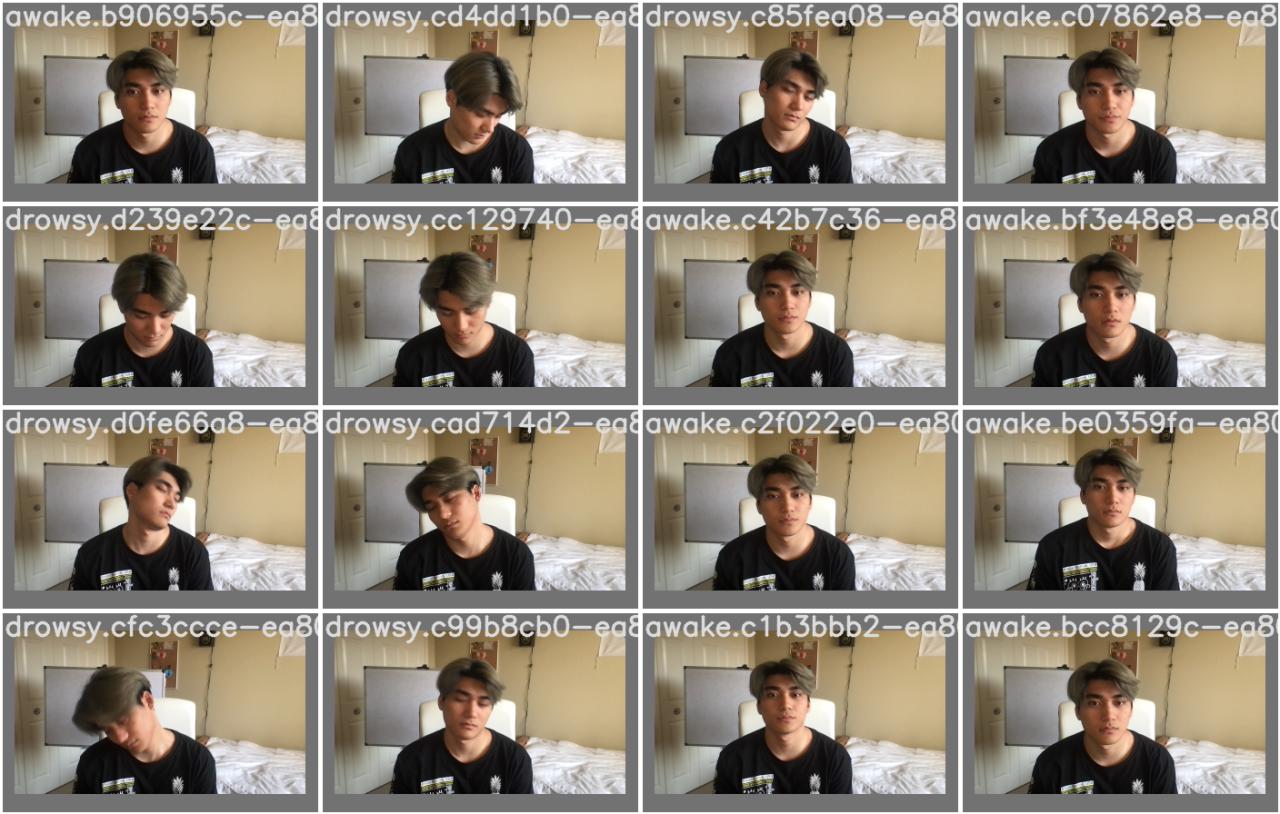 awake.b906955c-ea8
drowsy.cd4dd1b0-ea8
drowsy.c85fea08-ea8
awake.c07862e8-ea8
drowsy.d239e22c-ea8
drowsy.cc129740-ea8
awake.c42b7c36-ea8
awake.bf3e48e8-ea80
drowsy.d0fe66a8-ea8
drowsy.cad714d2-ea8
awake.c2f022e0-ea80
awake.be0359fa-ea80
drowsy.cfc3ccce-ea80
drowsy.c99b8cb0-ea8
awake.c1b3bbb2-ea80
awake.bcc8129c-ea80